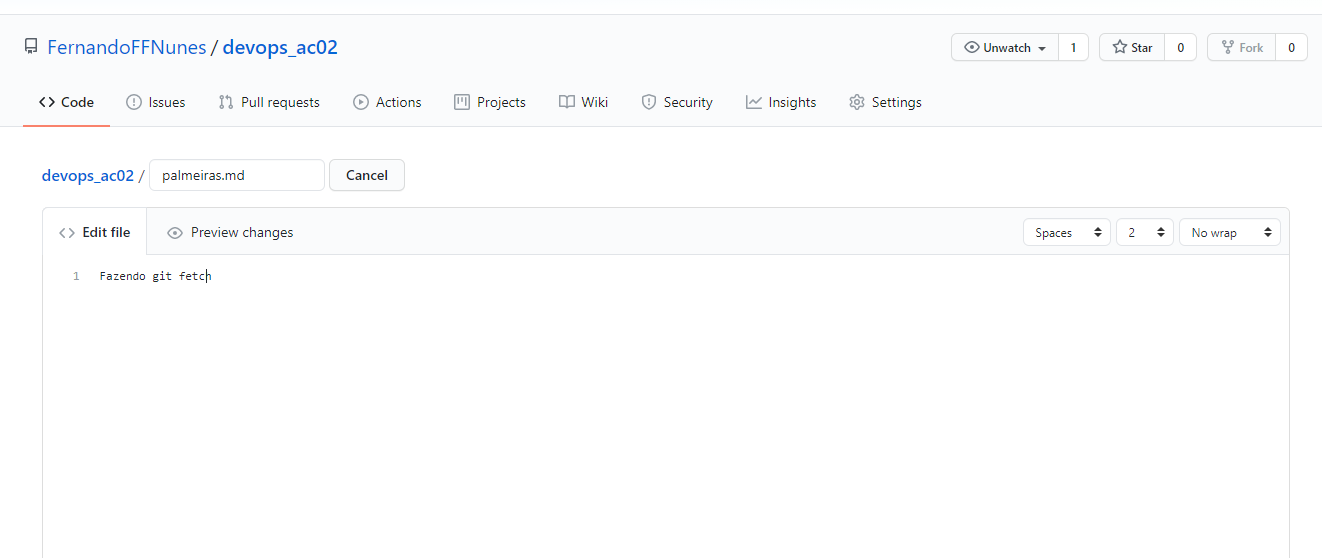 FernandoFFNunes / devops_ac02
Unwatch 1 Star 0 Fork 0
Code Issues Pull requests Actions Projects Wiki Security Insights Settings
devops_ac02 / palmeiras.md Cancel
Edit file Preview changes Spaces 2 No wrap
1 Fazendo git fetch